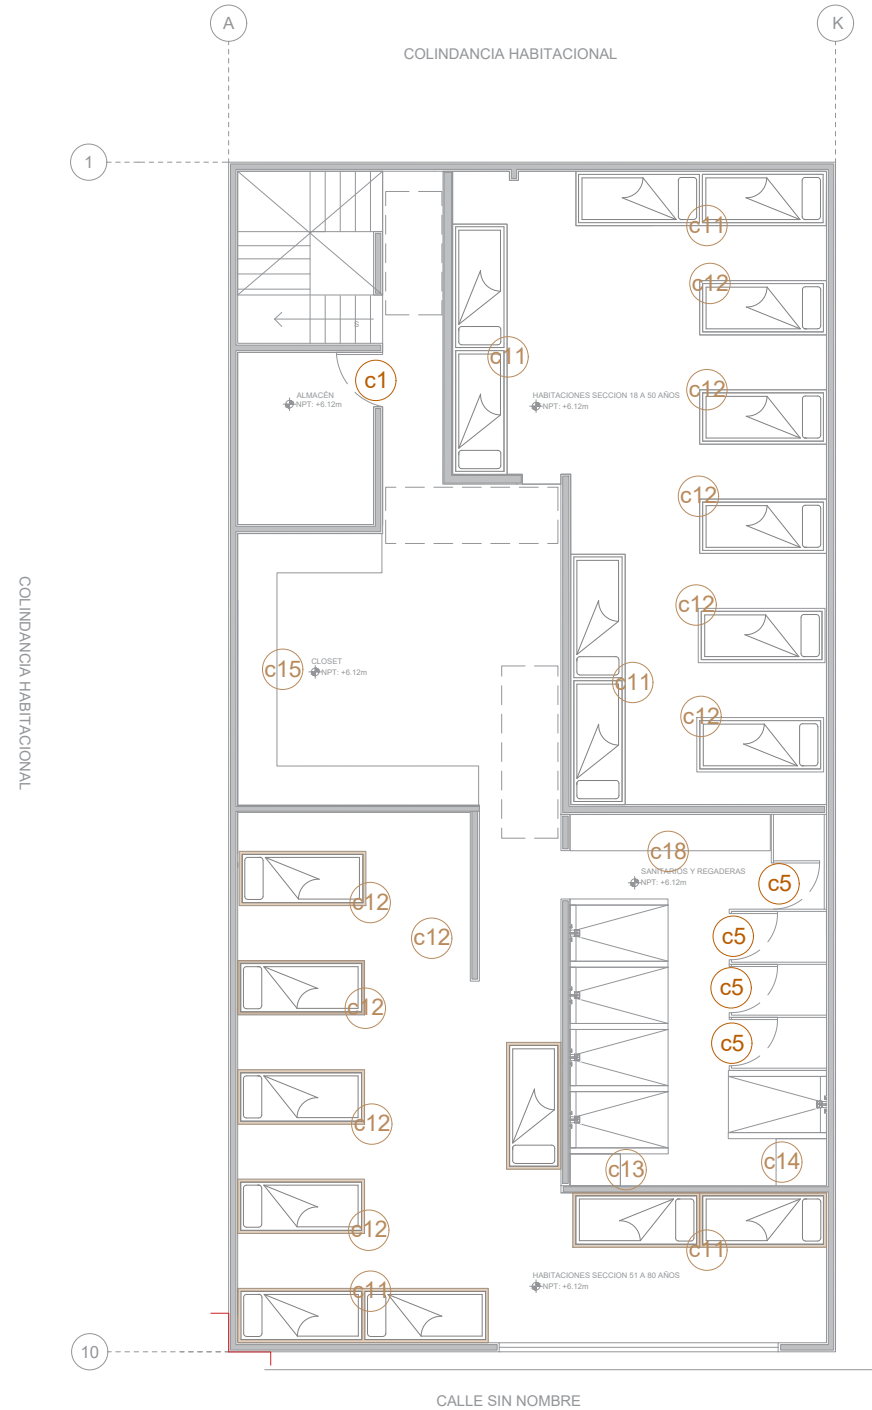 A
K
COLINDANCIA HABITACIONAL
1
c11
c12
S
c11
c1
ALMACÉN
NPT: +6.12m
HABITACIONES SECCION 18 A 50 AÑOS
NPT: +6.12m
c12
c12
c12
COLINDANCIA HABITACIONAL
c15
CLOSET
NPT: +6.12m
c11
c12
c18
SANITARIOS Y REGADERAS
NPT: +6.12m
c5
c12
c12
c5
c5
c12
c5
c12
c13
c14
c12
c11
c11
HABITACIONES SECCION 51 A 80 AÑOS
NPT: +6.12m
10
CALLE SIN NOMBRE